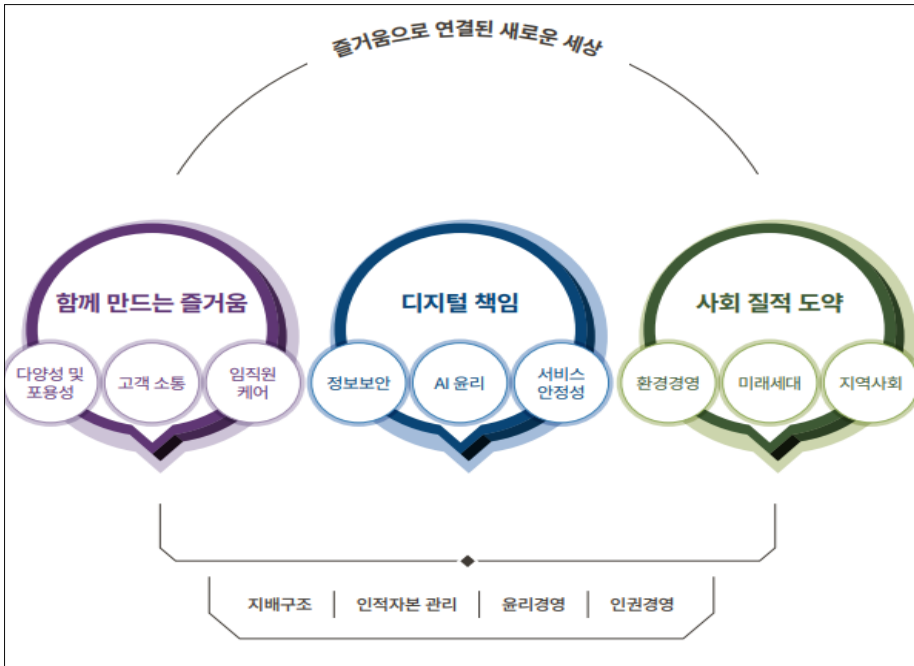 즐거움으로 연결된 새로운 세상
함께 만드는 즐거움
다양성 및
포용성
고객 소통
임직원
케어
디지털 책임
정보보안
AI 윤리
서비스
안정성
사회 질적 도약
환경경영
미래세대
지역사회
지배구조
인적자본 관리
윤리경영
인권경영